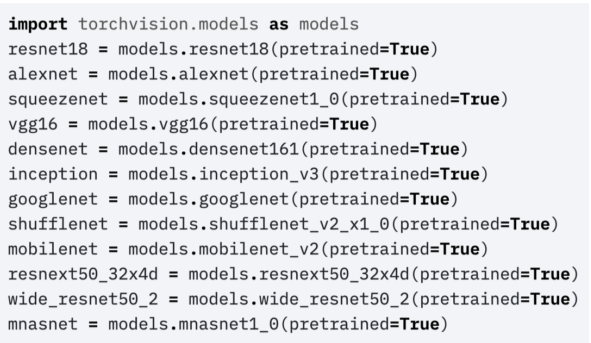 import torchvision.models as models
resnet18 = models.resnet18(pretrained=True)
alexnet = models.alexnet(pretrained=True)
squeezenet = models.squeezenet1_0(pretrained=True)
vgg16 = models.vgg16(pretrained=True)
densenet = models.densenet161(pretrained=True)
inception = models.inception_v3(pretrained=True)
googlenet = models.googlenet(pretrained=True)
shufflenet = models.shufflenet_v2_x1_0(pretrained=True)
mobilenet = models.mobilenet_v2(pretrained=True)
resnext50_32x4d = models.resnext50_32x4d(pretrained=True)
wide_resnet50_2 = models.wide_resnet50_2(pretrained=True)
mnasnet = models.mnasnet1_0(pretrained=True)